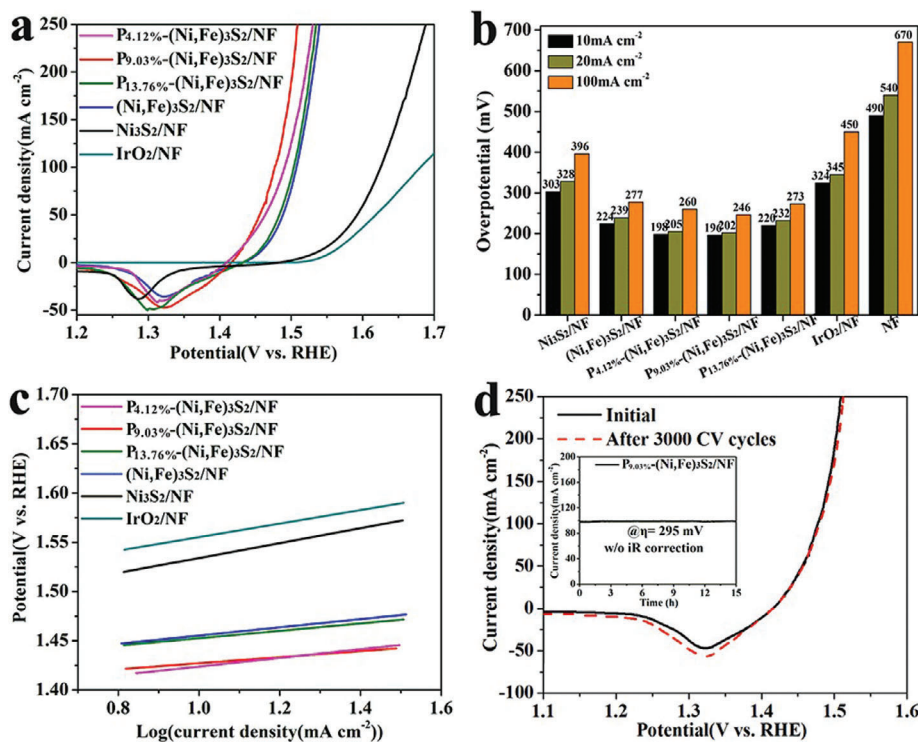 a
P4.12%-(Ni,Fe)3S2/NF
P9.03%-(Ni,Fe)3S2/NF
P13.76%-(Ni,Fe)3S2/NF
(Ni,Fe)3S2/NF
Ni3S2/NF
IrO2/NF
Current density(mA cm-2)
250
200
150
100
50
0
-50
1.2 1.3 1.4 1.5 1.6 1.7
Potential(V vs. RHE)
b
10mA cm-2
20mA cm-2
100mA cm-2
Overpotential (mV)
700
600
500
400
300
200
100
0
303 328 396
224 239 277
198 205 260
196 202 246
220 232 273
324 345 450
490 540 670
Ni3S2/NF
(Ni,Fe)3S2/NF
P4.12%-(Ni,Fe)3S2/NF
P9.03%-(Ni,Fe)3S2/NF
P13.76%-(Ni,Fe)3S2/NF
IrO2/NF
NF
c
P4.12%-(Ni,Fe)3S2/NF
P9.03%-(Ni,Fe)3S2/NF
P13.76%-(Ni,Fe)3S2/NF
(Ni,Fe)3S2/NF
Ni3S2/NF
IrO2/NF
Potential(V vs. RHE)
1.70
1.65
1.60
1.55
1.50
1.45
1.40
0.8 1.0 1.2 1.4 1.6
Log(current density(mA cm-2)
d
Initial
After 3000 CV cycles
Current density(mA cm-2)
250
200
150
100
50
0
-50
-100
1.1 1.2 1.3 1.4 1.5 1.6
Potential(V vs. RHE)
P9.03%-(Ni,Fe)3S2/NF
Current density(mA cm-2)
200
160
120
80
40
0
@η= 295 mV
w/o iR correction
0 3 6 9 12 15
Time (h)